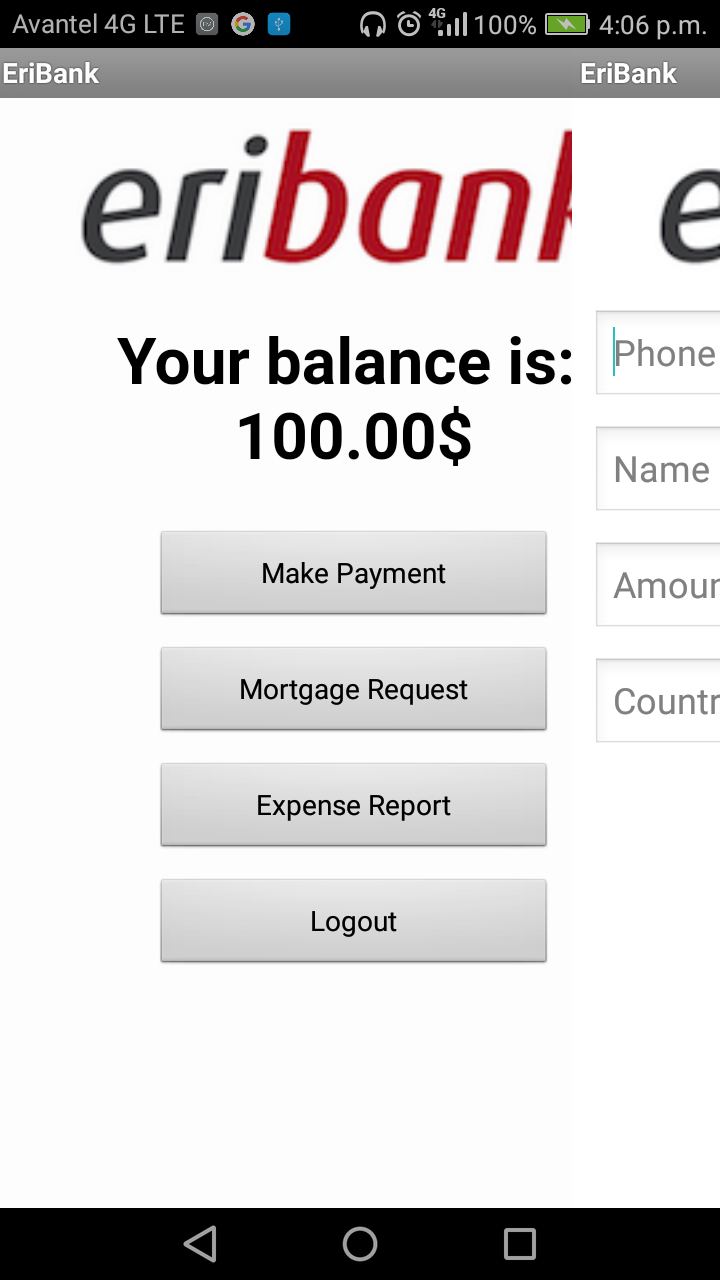 Avantel 4G LTE 4G 100% 4:06 p.m.
EriBank
eribank
Your balance is:
100.00$
Make Payment
Mortgage Request
Expense Report
Logout
EriBank
e
Phone
Name
Amoun
Countr